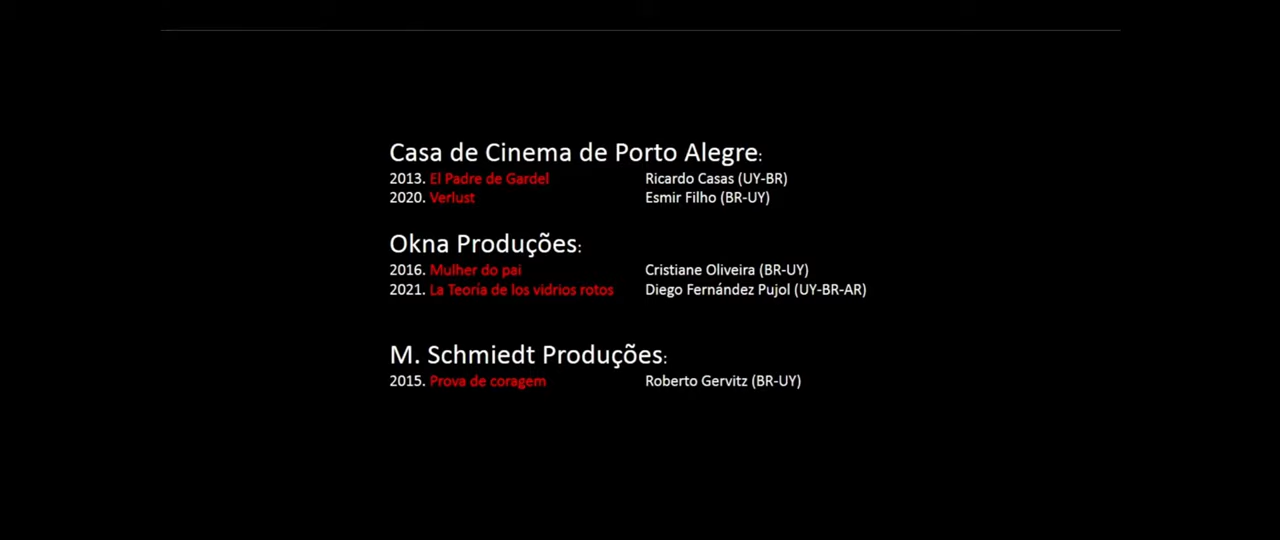 Casa de Cinema de Porto Alegre:
2013. El Padre de Gardel Ricardo Casas (UY-BR)
2020. Verlust Esmir Filho (BR-UY)
Okna Produções:
2016. Mulher do pai Cristiane Oliveira (BR-UY)
2021. La Teoría de los vidrios rotos Diego Fernández Pujol (UY-BR-AR)
M. Schmiedt Produções:
2015. Prova de coragem Roberto Gervitz (BR-UY)